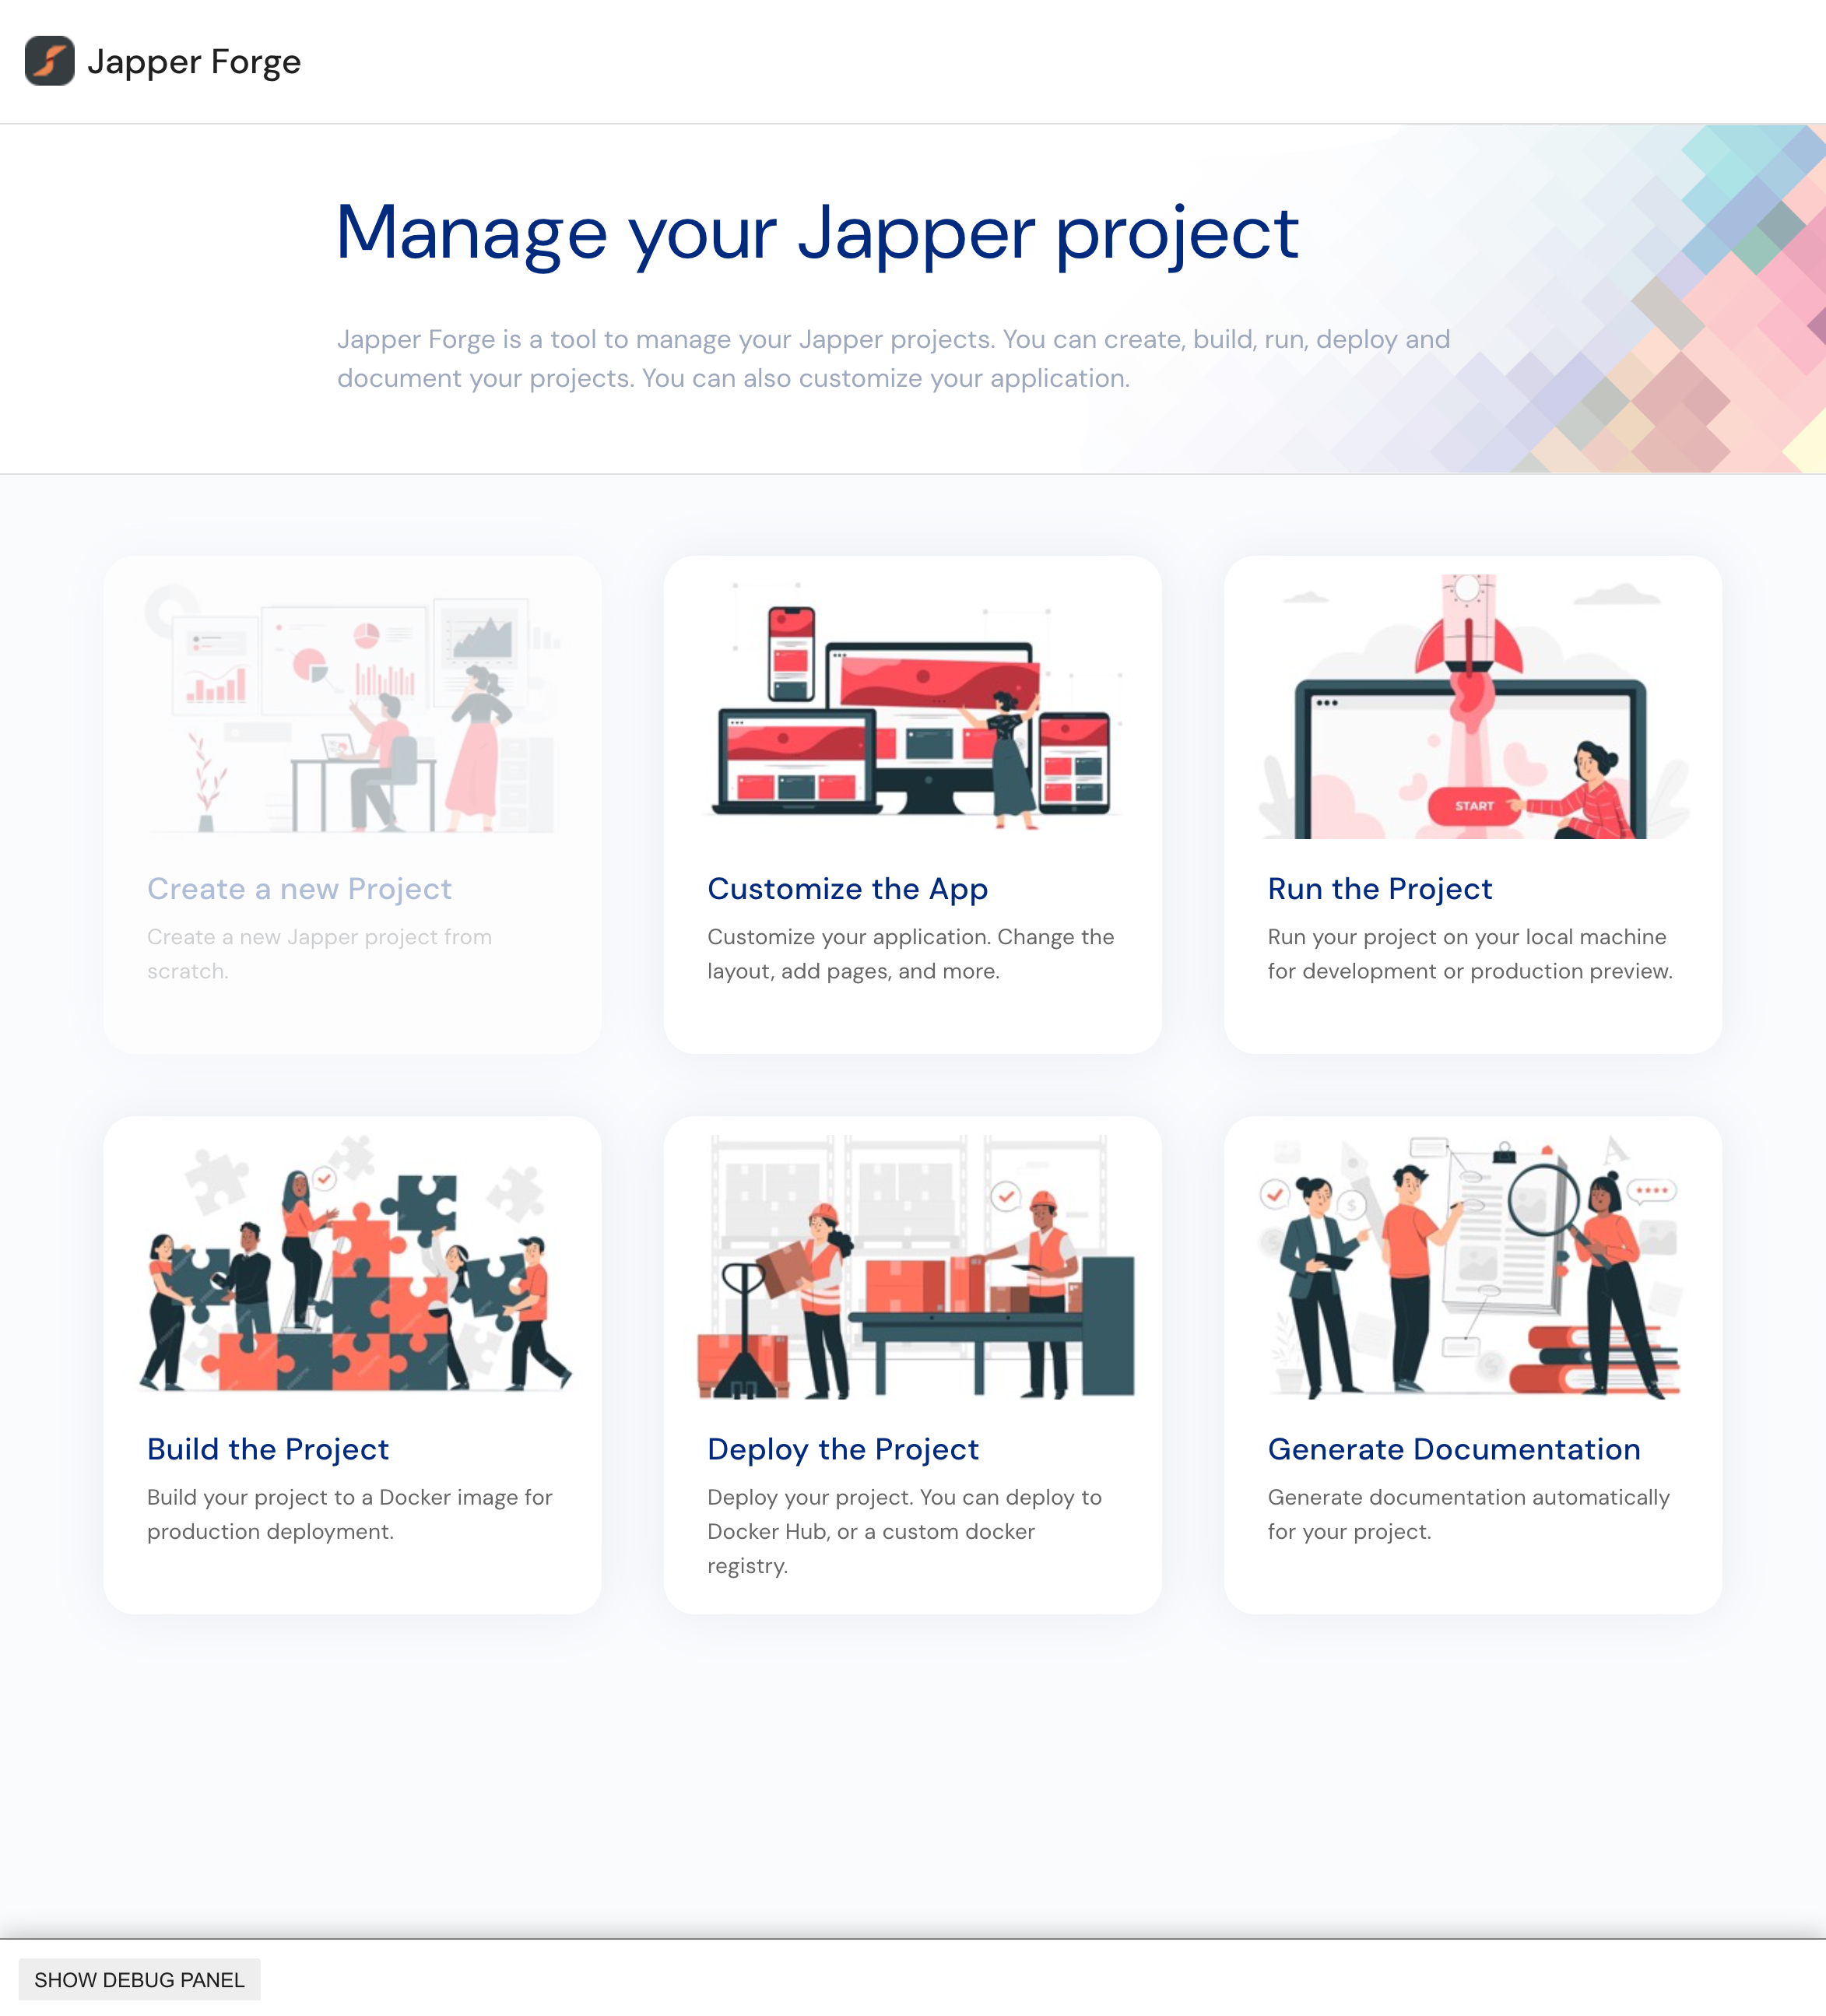 Japper Forge
Manage your Japper project
Japper Forge is a tool to manage your Japper projects. You can create, build, run, deploy and
document your projects. You can also customize your application.
Create a new Project
Create a new Japper project from
scratch.
Customize the App
Customize your application. Change the
layout, add pages, and more.
START
Run the Project
Run your project on your local machine
for development or production preview.
Build the Project
Build your project to a Docker image for
production deployment.
Deploy the Project
Deploy your project. You can deploy to
Docker Hub, or a custom docker
registry.
A
$
****
$
Generate Documentation
Generate documentation automatically
for your project.
SHOW DEBUG PANEL